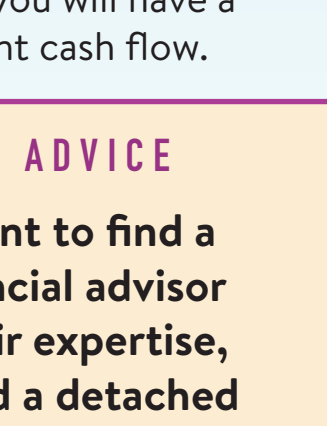 you will have a
nt cash flow.
ADVICE
nt to find a
ncial advisor
ir expertise,
d a detached